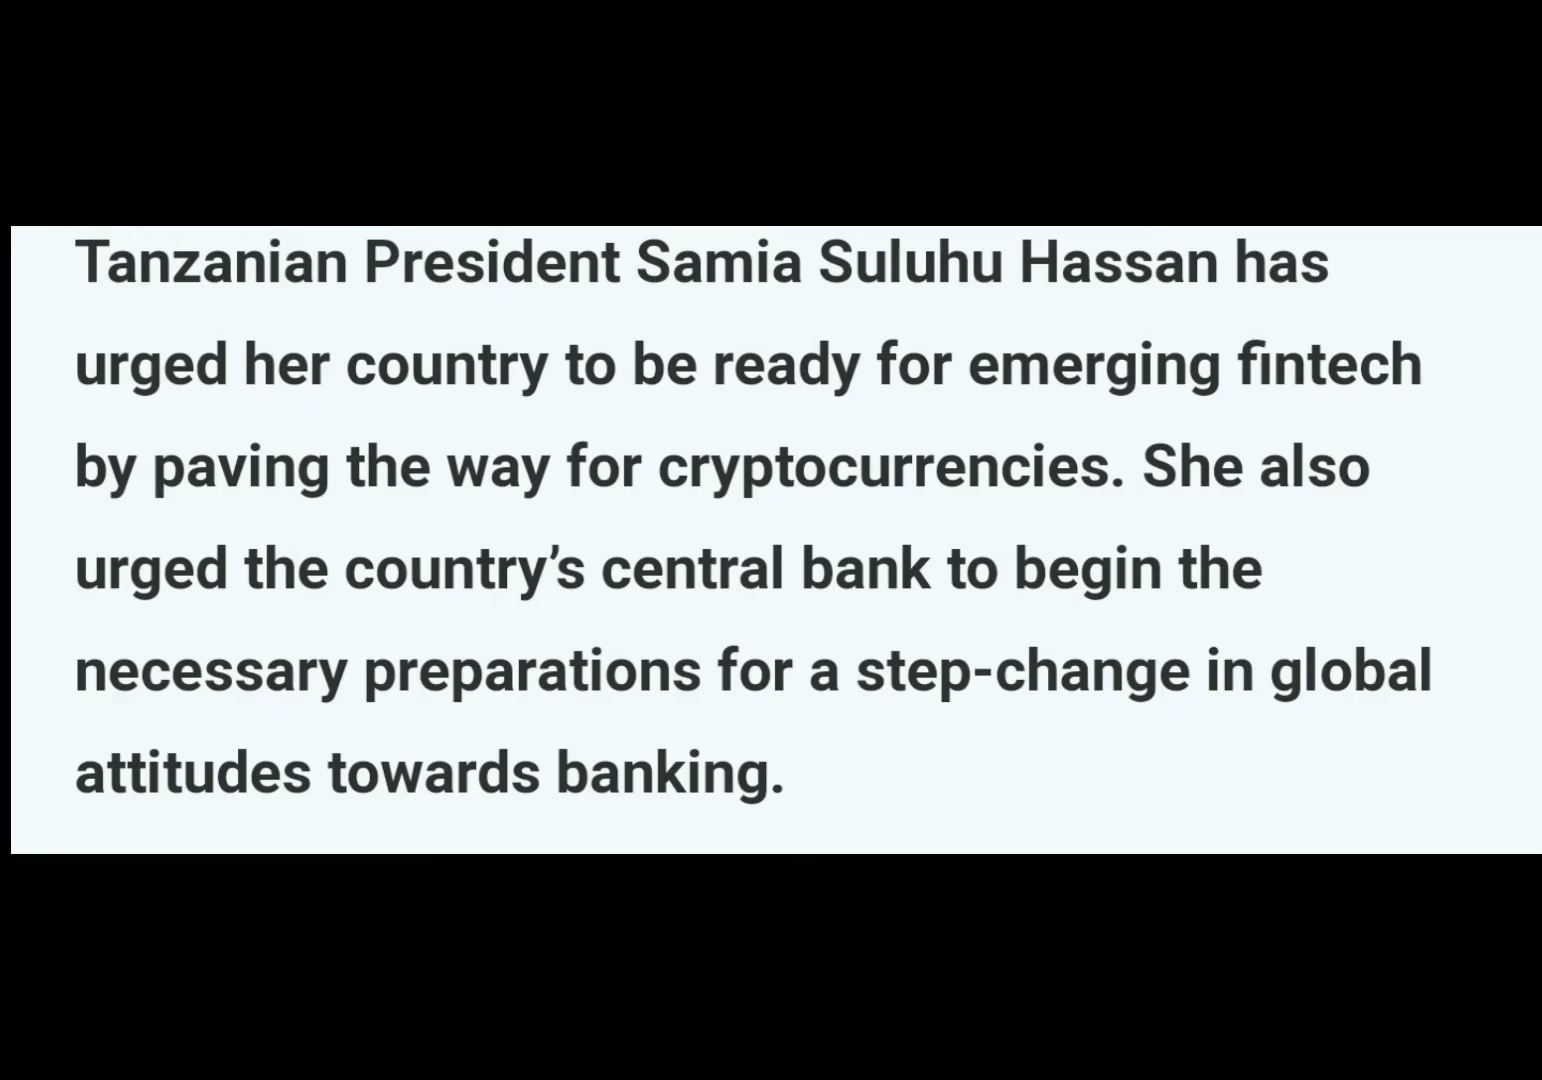 Tanzanian President Samia Suluhu Hassan has
urged her country to be ready for emerging fintech
by paving the way for cryptocurrencies. She also
urged the country’s central bank to begin the
necessary preparations for a step-change in global
attitudes towards banking.